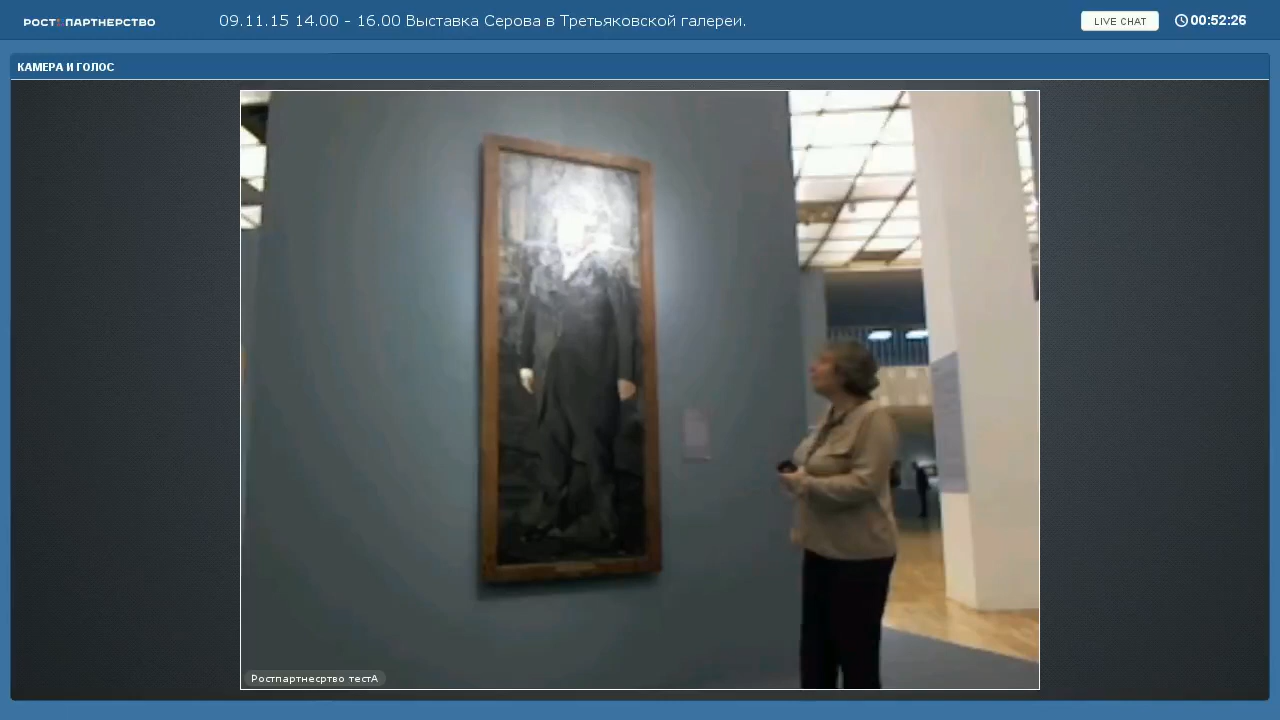 РОСТ ПАРТНЕРСТВО
09.11.15 14.00 - 16.00 Выставка Серова в Третьяковской галереи.
LIVE CHAT
00:52:26
КАМЕРА И ГОЛОС
Ростпартнесртво тестА